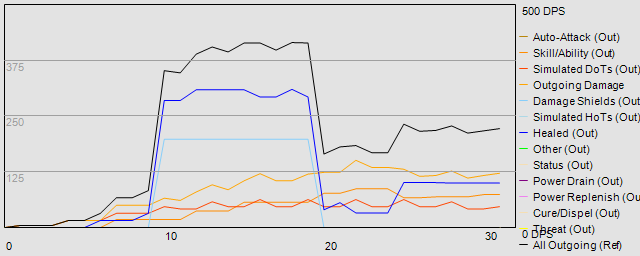 500 DPS
375
250
125
0
10
20
30
Auto-Attack (Out)
Skill/Ability (Out)
Simulated DoTs (Out)
Outgoing Damage
Damage Shields (Out
Simulated HoTs (Out)
Healed (Out)
Other (Out)
Status (Out)
Power Drain (Out)
Power Replenish (Ou
Cure/Dispel (Out)
0 DPS
Threat (Out)
All Outgoing (Ref)